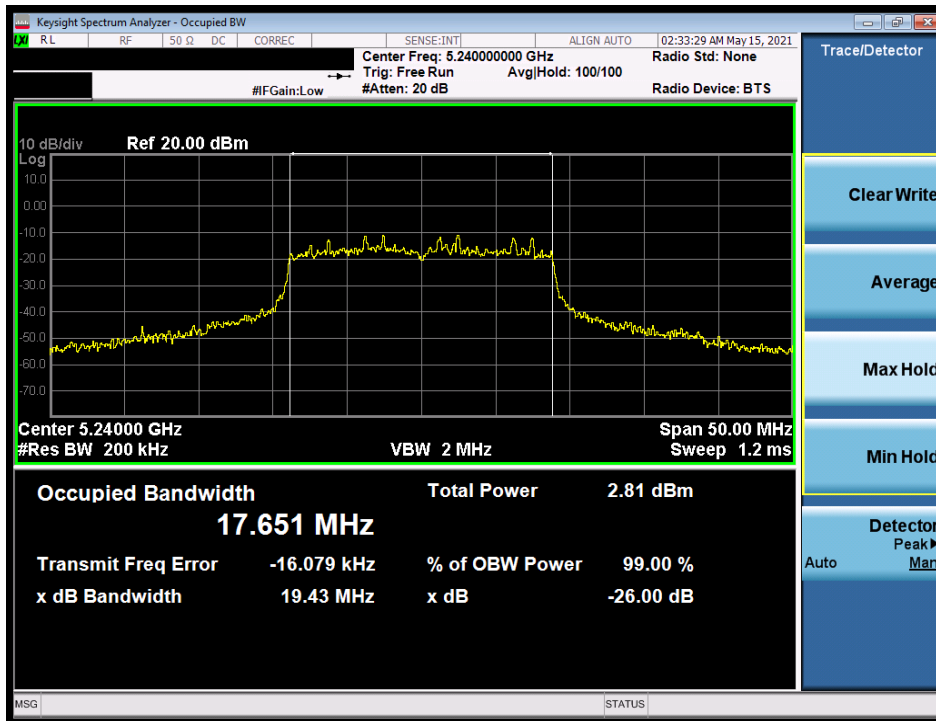 Keysight Spectrum Analyzer - Occupied BW
LXI RL RF 50 Ω DC CORREC SENSE:INT ALIGN AUTO 02:33:29 AM May 15, 2021
Center Freq: 5.240000000 GHz Radio Std: None
Trig: Free Run Avg|Hold: 100/100
#IFGain:Low #Atten: 20 dB Radio Device: BTS
Trace/Detector
10 dB/div Ref 20.00 dBm
Log
10.0
0.00
-10.0
-20.0
-30.0
-40.0
-50.0
-60.0
-70.0
Center 5.24000 GHz Span 50.00 MHz
#Res BW 200 kHz VBW 2 MHz Sweep 1.2 ms
Occupied Bandwidth Total Power 2.81 dBm
17.651 MHz
Transmit Freq Error -16.079 kHz % of OBW Power 99.00 %
x dB Bandwidth 19.43 MHz x dB -26.00 dB
Clear Write
Average
Max Hold
Min Hold
Detector
Peak
Auto Man
MSG STATUS